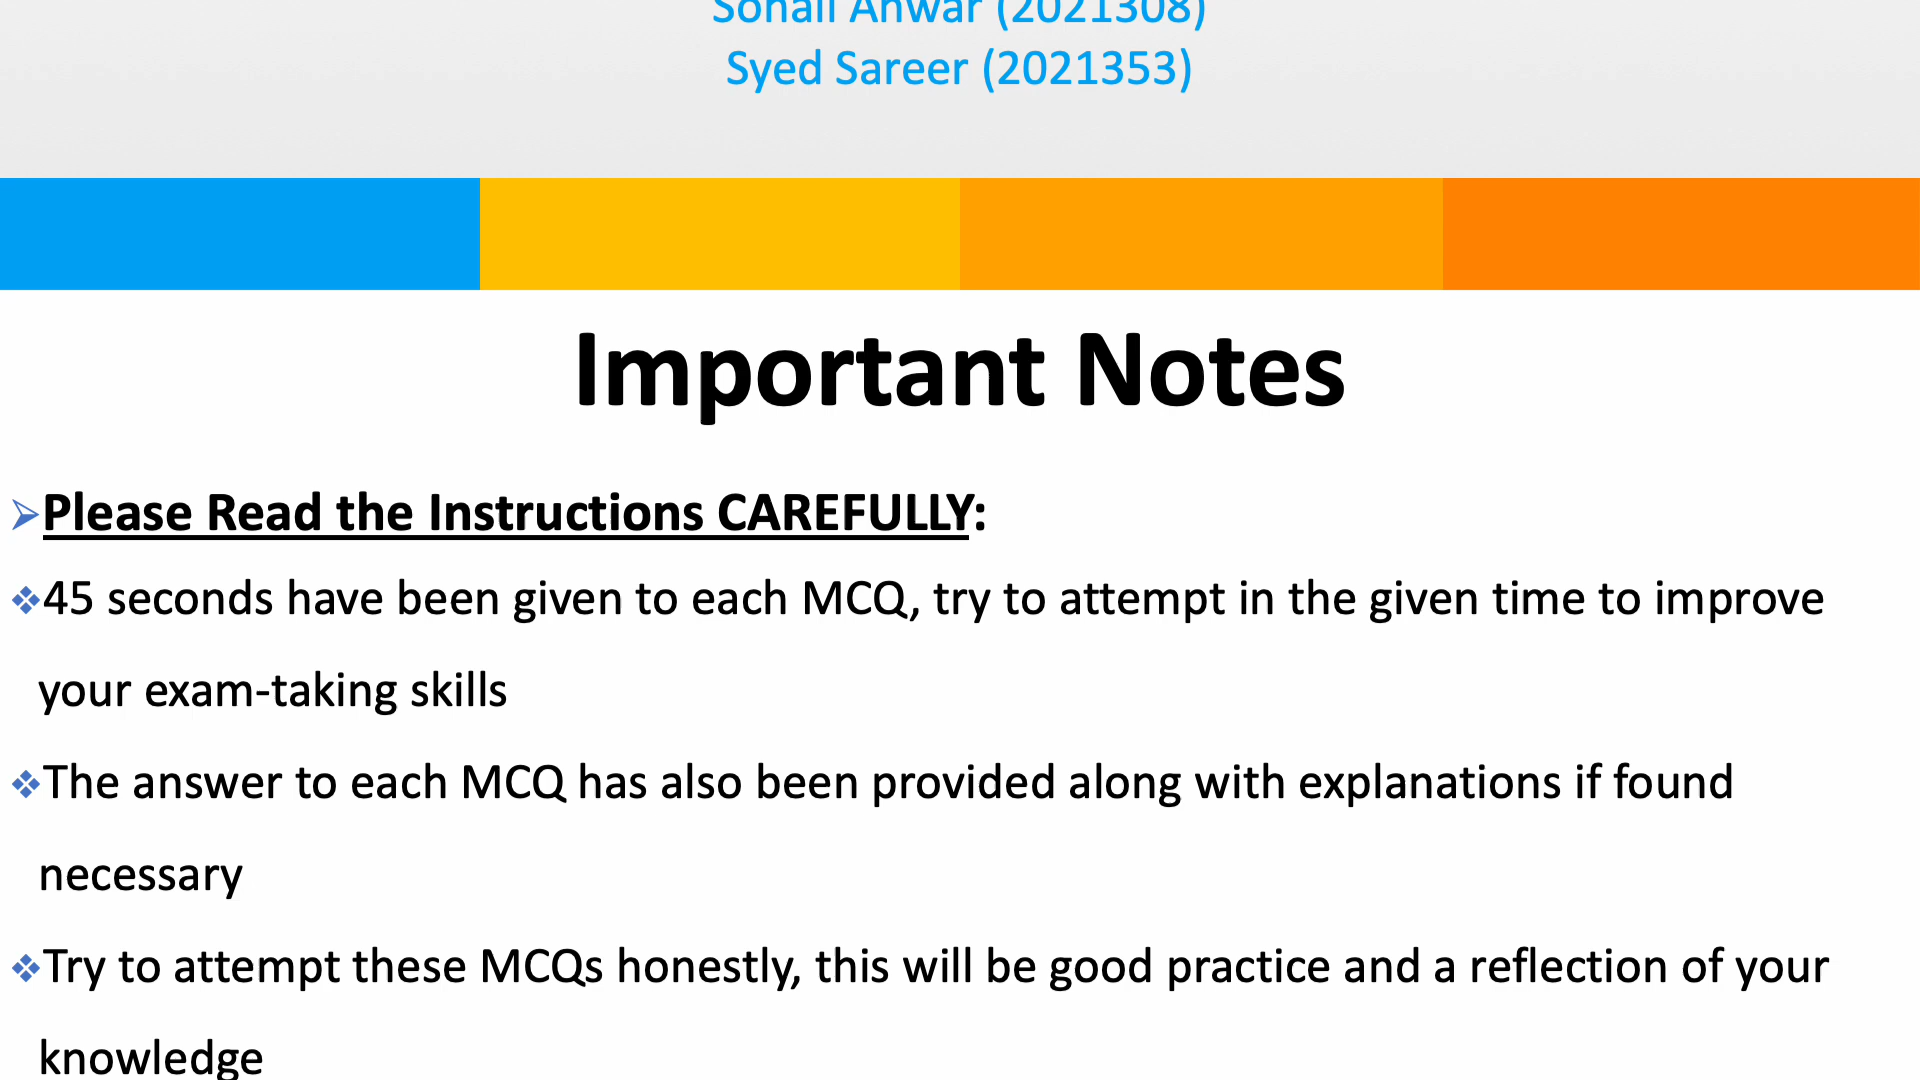 Sohail Anwar (2021308)
Syed Sareer (2021353)
Important Notes
Please Read the Instructions CAREFULLY:
45 seconds have been given to each MCQ, try to attempt in the given time to improve
your exam-taking skills
The answer to each MCQ has also been provided along with explanations if found
necessary
Try to attempt these MCQs honestly, this will be good practice and a reflection of your
knowledge